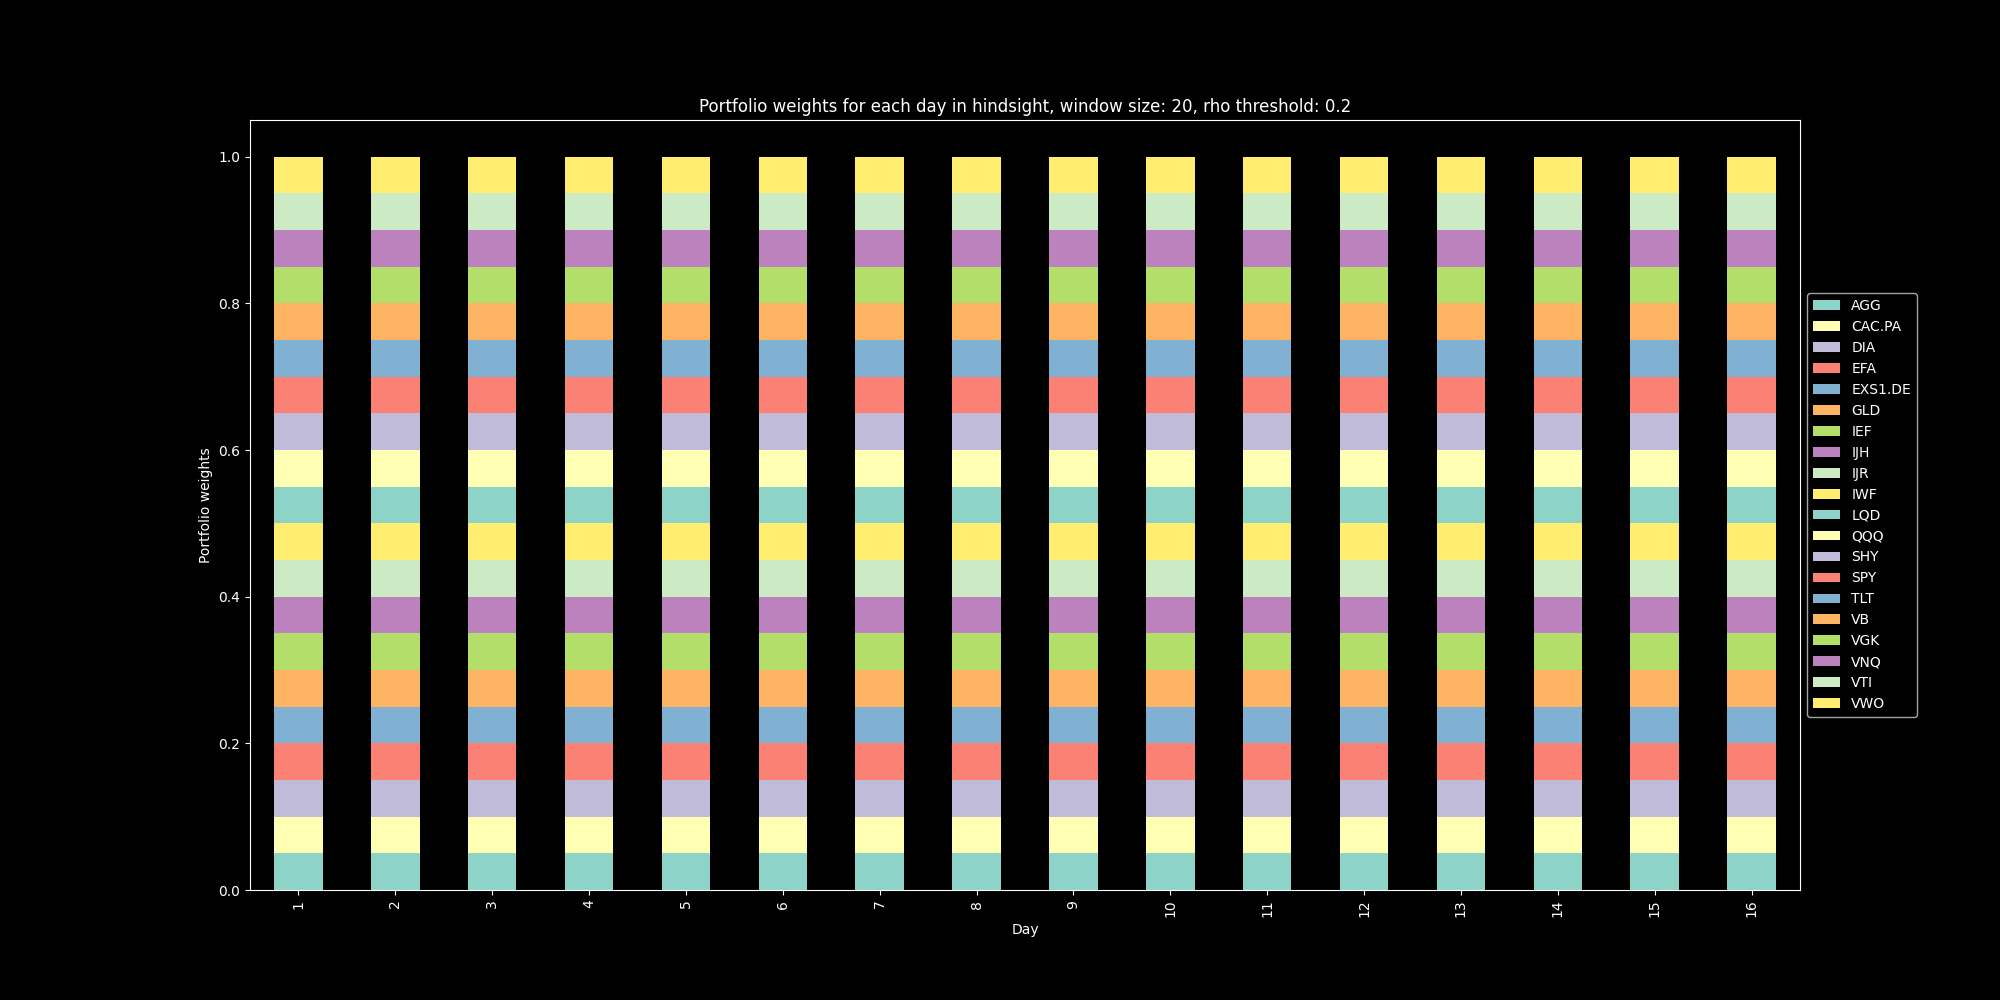 Portfolio weights for each day in hindsight, window size: 20, rho threshold: 0.2
Portfolio weights
1.0
0.8
0.6
0.4
0.2
0.0
1
2
3
4
5
6
7
8
9
10
11
12
13
14
15
16
Day
AGG
CAC.PA
DIA
EFA
EXS1.DE
GLD
IEF
IJH
IJR
IWF
LQD
QQQ
SHY
SPY
TLT
VB
VGK
VNQ
VTI
VWO